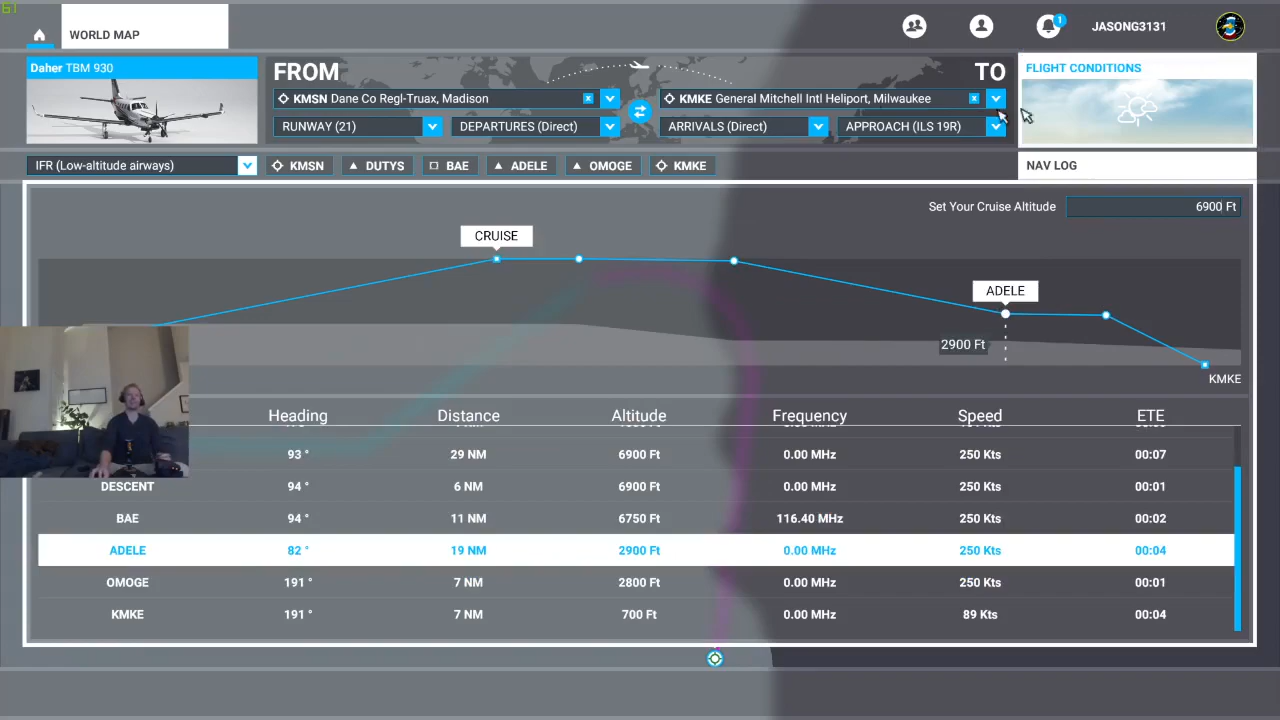 61
WORLD MAP
1
JASONG3131
Daher TBM 930
FROM
TO
KMSN Dane Co Regl-Truax, Madison
x
KMKE General Mitchell Intl Heliport, Milwaukee
x
RUNWAY (21)
DEPARTURES (Direct)
ARRIVALS (Direct)
APPROACH (ILS 19R)
FLIGHT CONDITIONS
IFR (Low-altitude airways)
KMSN
DUTYS
BAE
ADELE
OMOGE
KMKE
NAV LOG
Set Your Cruise Altitude 6900 Ft
CRUISE
ADELE
2900 Ft
KMKE
Heading Distance Altitude Frequency Speed ETE
93 ° 29 NM 6900 Ft 0.00 MHz 250 Kts 00:07
DESCENT 94 ° 6 NM 6900 Ft 0.00 MHz 250 Kts 00:01
BAE 94 ° 11 NM 6750 Ft 116.40 MHz 250 Kts 00:02
ADELE 82 ° 19 NM 2900 Ft 0.00 MHz 250 Kts 00:04
OMOGE 191 ° 7 NM 2800 Ft 0.00 MHz 250 Kts 00:01
KMKE 191 ° 7 NM 700 Ft 0.00 MHz 89 Kts 00:04